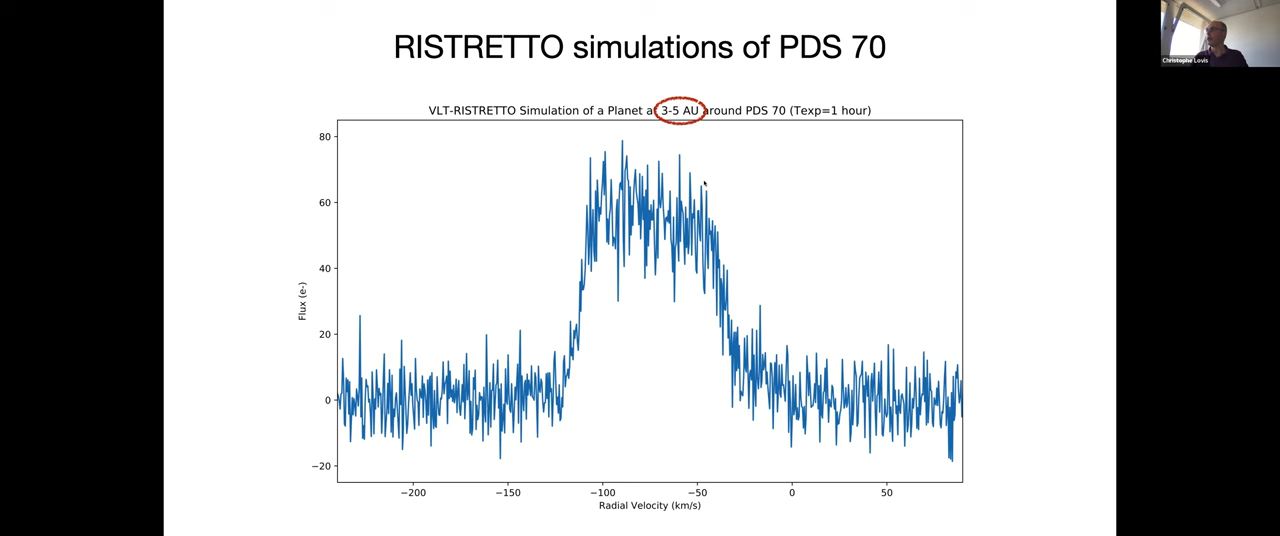 RISTRETTO simulations of PDS 70
Christophe Lovis
VLT-RISTRETTO Simulation of a Planet at 3-5 AU around PDS 70 (Texp=1 hour)
80
60
40
20
0
−20
Flux (e-)
−200
−150
−100
−50
0
50
Radial Velocity (km/s)